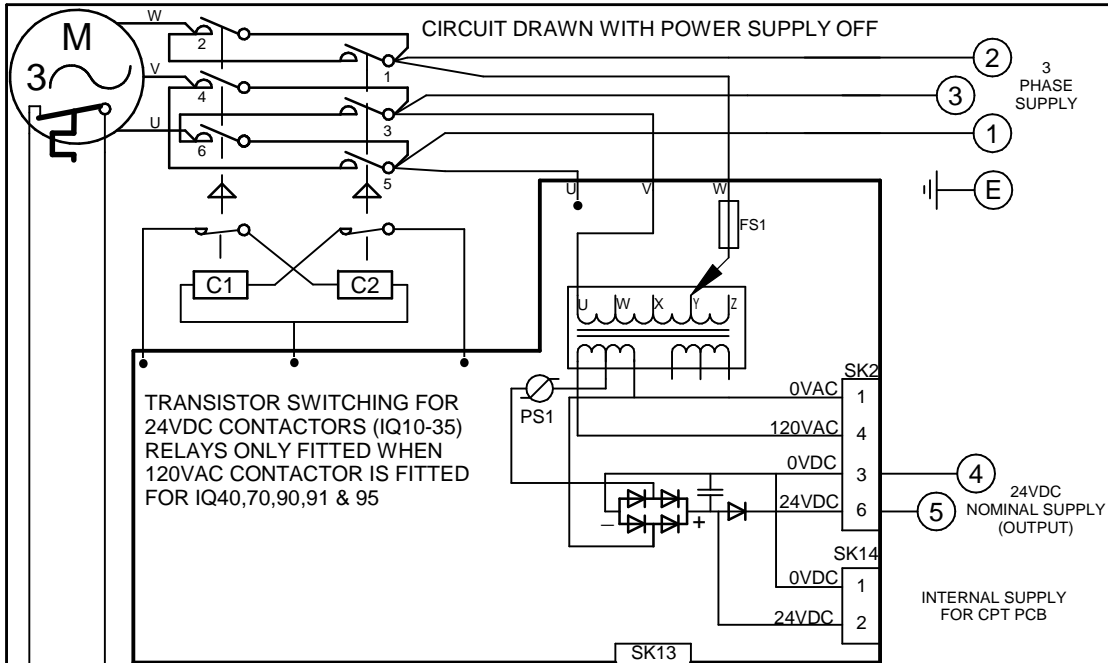 CIRCUIT DRAWN WITH POWER SUPPLY OFF
W
M
3
V
U
2
4
6
1
3
5
2
3
1
E
3
PHASE
SUPPLY
U
V
W
FS1
C1
C2
U
W
X
Y
Z
PS1
TRANSISTOR SWITCHING FOR
24VDC CONTACTORS (IQ10-35)
RELAYS ONLY FITTED WHEN
120VAC CONTACTOR IS FITTED
FOR IQ40,70,90,91 & 95
SK2
0VAC
1
120VAC
4
0VDC
3
24VDC
6
4
5
24VDC
NOMINAL SUPPLY
(OUTPUT)
–
+
SK14
0VDC
1
24VDC
2
INTERNAL SUPPLY
FOR CPT PCB
SK13